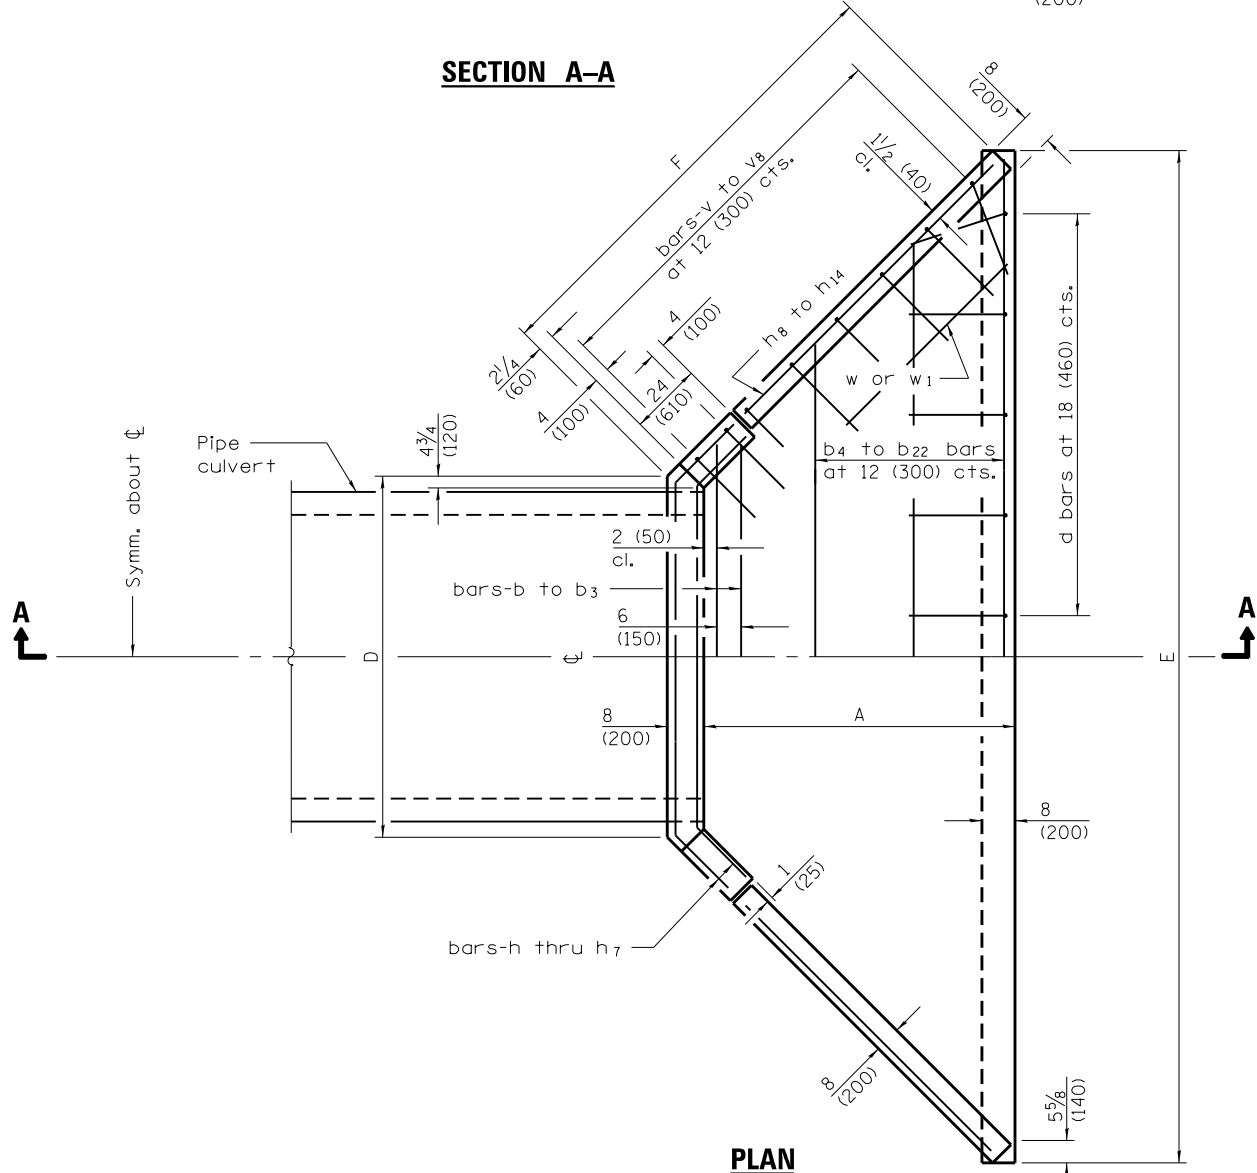 (200)
SECTION A–A
8
(200)
F
bars-v to v8
at 12 (300) cts.
1½ (40)
cl.
4
(100)
h8 to h14
2¼
(60)
4
(100)
24
(610)
w or w1
d bars at 18 (460) cts.
4¾
(120)
Symm. about ℄
Pipe
culvert
b4 to b22 bars
at 12 (300) cts.
2 (50)
cl.
bars-b to b3
6
(150)
A
A
D
℄
E
8
(200)
A
8
(200)
1
(25)
bars-h thru h7
8
(200)
5⅝
(140)
PLAN